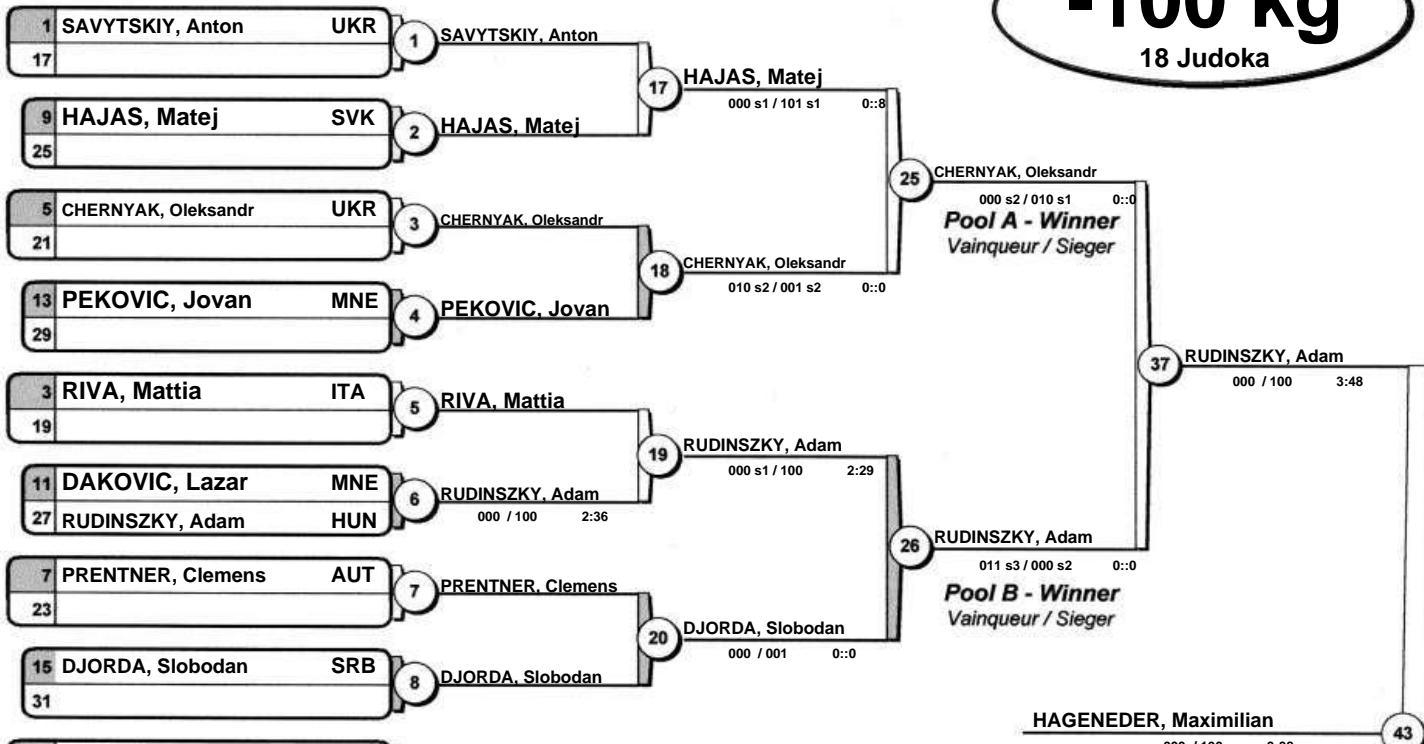 -100 kg
18 Judoka
1 SAVYTSKIY, Anton UKR
17
1
SAVYTSKIY, Anton
9 HAJAS, Matej SVK
25
2
HAJAS, Matej
17
HAJAS, Matej
000 s1 / 101 s1 0::8
5 CHERNYAK, Oleksandr UKR
21
3
CHERNYAK, Oleksandr
13 PEKOVIC, Jovan MNE
29
4
PEKOVIC, Jovan
18
CHERNYAK, Oleksandr
010 s2 / 001 s2 0::0
25
CHERNYAK, Oleksandr
000 s2 / 010 s1 0::0
Pool A - Winner
Vainqueur / Sieger
3 RIVA, Mattia ITA
19
5
RIVA, Mattia
11 DAKOVIC, Lazar MNE
27 RUDINSZKY, Adam HUN
6
RUDINSZKY, Adam
000 / 100 2:36
19
RUDINSZKY, Adam
000 s1 / 100 2:29
7 PRENTNER, Clemens AUT
23
7
PRENTNER, Clemens
15 DJORDA, Slobodan SRB
31
8
DJORDA, Slobodan
20
DJORDA, Slobodan
000 / 001 0::0
26
RUDINSZKY, Adam
011 s3 / 000 s2 0::0
Pool B - Winner
Vainqueur / Sieger
37
RUDINSZKY, Adam
000 / 100 3:48
HAGENEDER, Maximilian
43